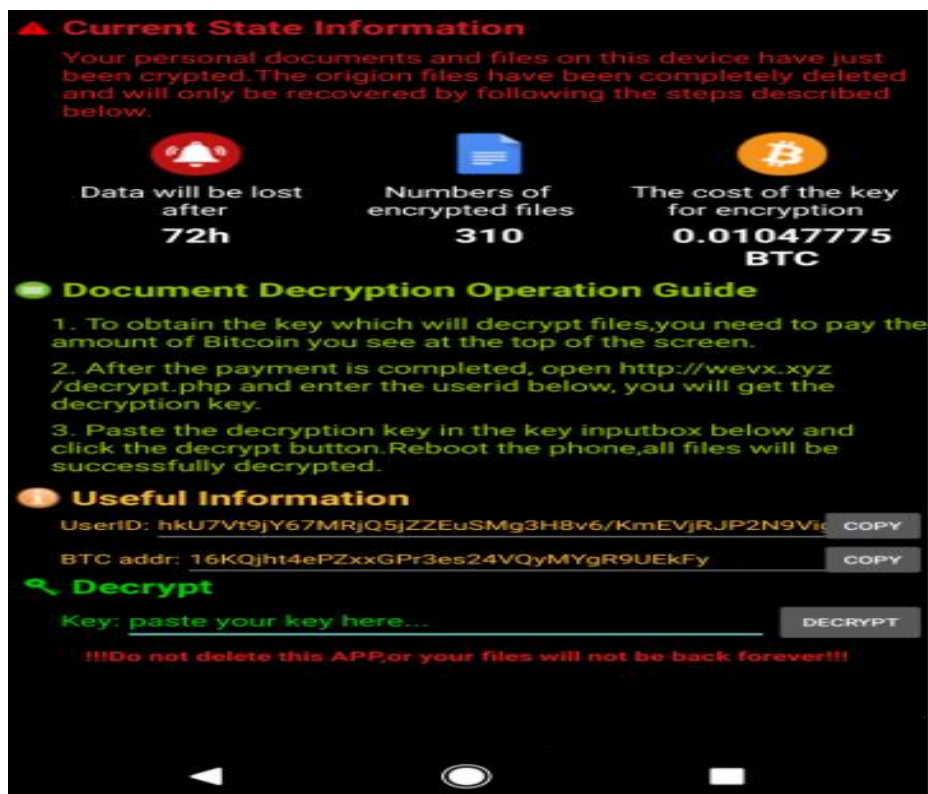 Current State Information
Your personal documents and files on this device have just
been crypted.The origion files have been completely deleted
and will only be recovered by following the steps described
below.
Data will be lost
after
72h
Numbers of
encrypted files
310
The cost of the key
for encryption
0.01047775
BTC
Document Decryption Operation Guide
1. To obtain the key which will decrypt files,you need to pay the
amount of Bitcoin you see at the top of the screen.
2. After the payment is completed, open http://wevx.xyz
/decrypt.php and enter the userid below, you will get the
decryption key.
3. Paste the decryption key in the key inputbox below and
click the decrypt button.Reboot the phone,all files will be
successfully decrypted.
Useful Information
UserID: hkU7Vt9jY67MRjQ5jZZEuSMg3H8v6/KmEVjRJP2N9Vig COPY
BTC addr: 16KQjht4ePZxxGPr3es24VQyMYgR9UEkFy COPY
Decrypt
Key: paste your key here... DECRYPT
!!!Do not delete this APP,or your files will not be back forever!!!